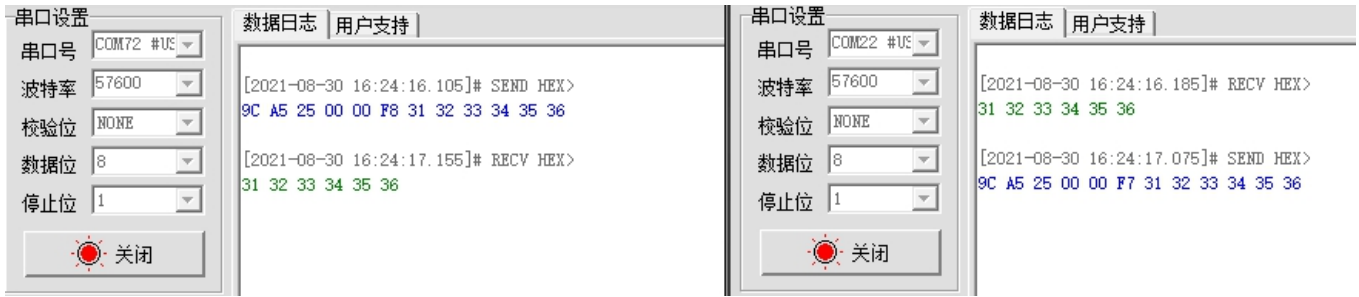 串口设置
串口号 COM72 #US
波特率 57600
校验位 NONE
数据位 8
停止位 1
关闭
数据日志 用户支持
[2021-08-30 16:24:16.105]# SEND HEX>
9C A5 25 00 00 F8 31 32 33 34 35 36
[2021-08-30 16:24:17.155]# RECV HEX>
31 32 33 34 35 36
串口设置
串口号 COM22 #US
波特率 57600
校验位 NONE
数据位 8
停止位 1
关闭
数据日志 用户支持
[2021-08-30 16:24:16.185]# RECV HEX>
31 32 33 34 35 36
[2021-08-30 16:24:17.075]# SEND HEX>
9C A5 25 00 00 F7 31 32 33 34 35 36